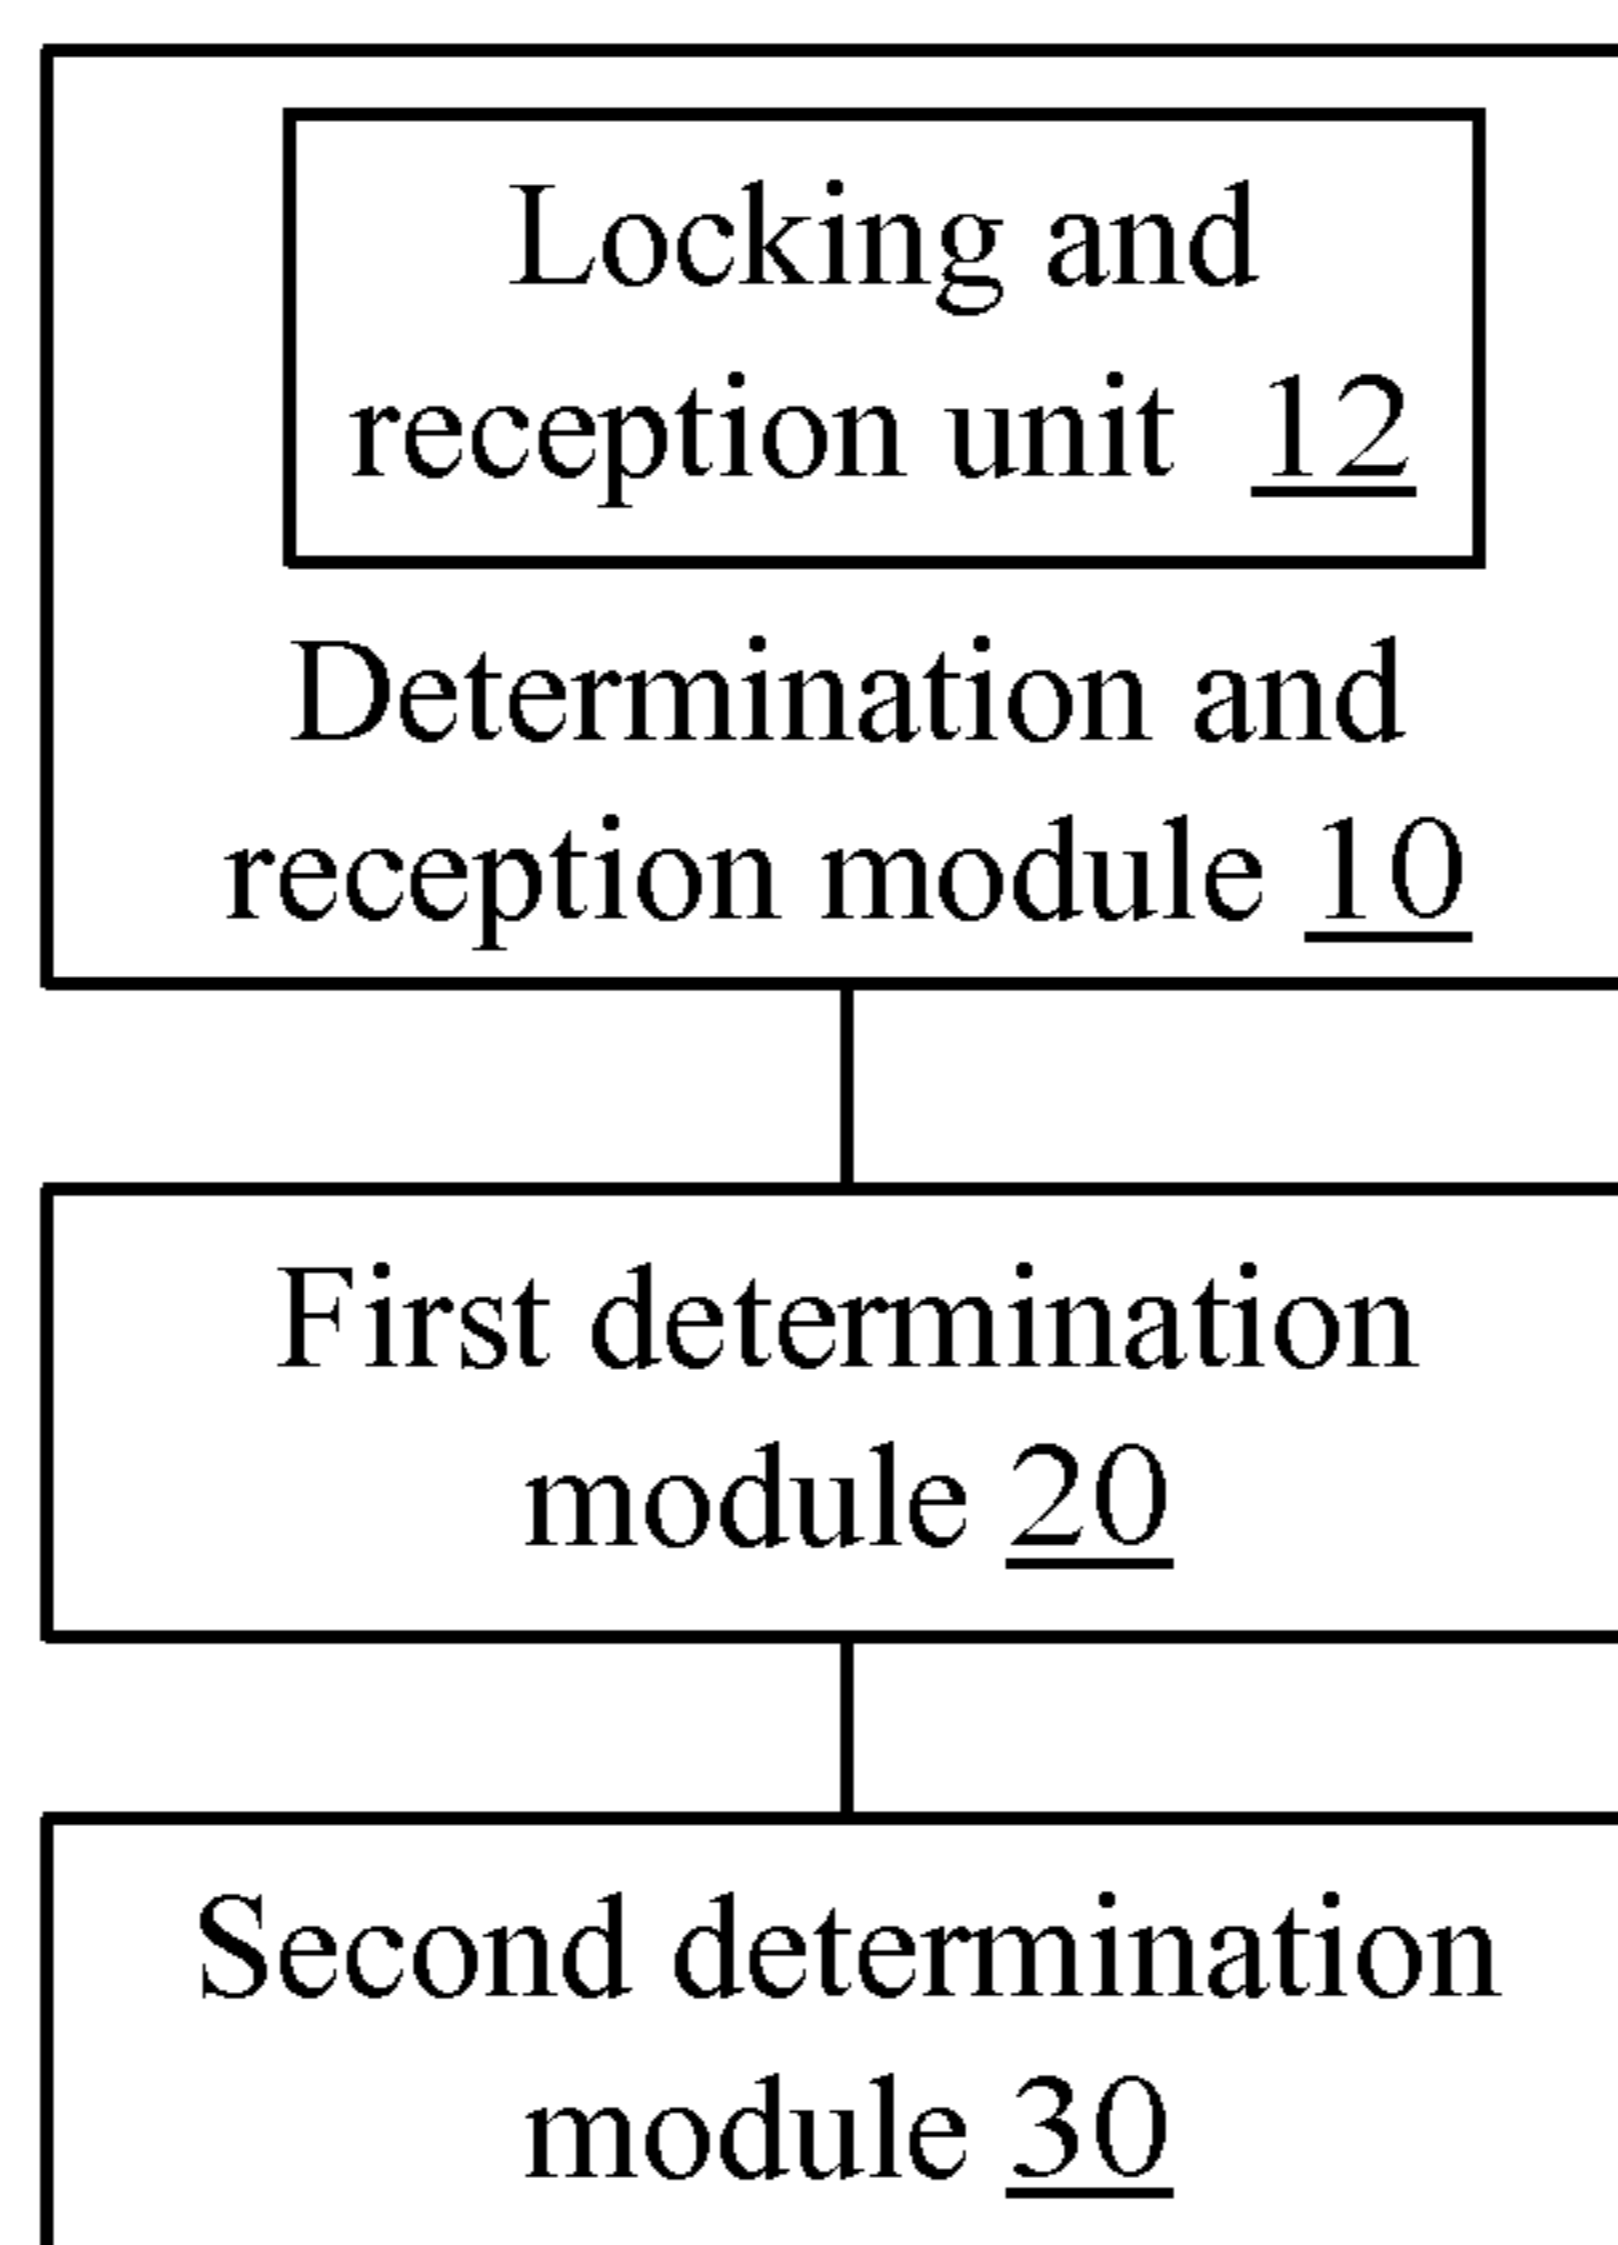 Locking and
reception unit 12
Determination and
reception module 10
First determination
module 20
Second determination
module 30